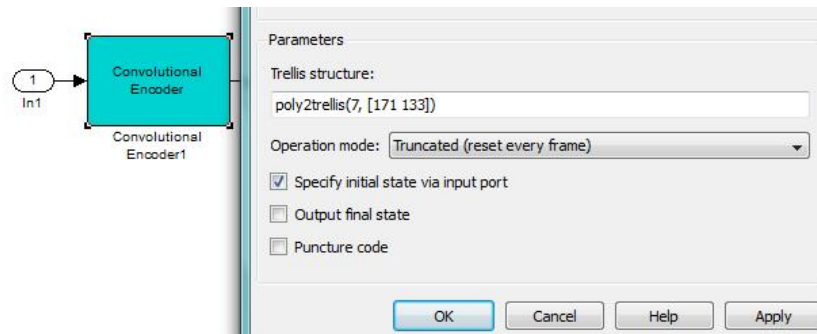 1
In1
Convolutional
Encoder
Convolutional
Encoder1
Parameters
Trellis structure:
poly2trellis(7, [171 133])
Operation mode: Truncated (reset every frame)
Specify initial state via input port
Output final state
Puncture code
OK Cancel Help Apply